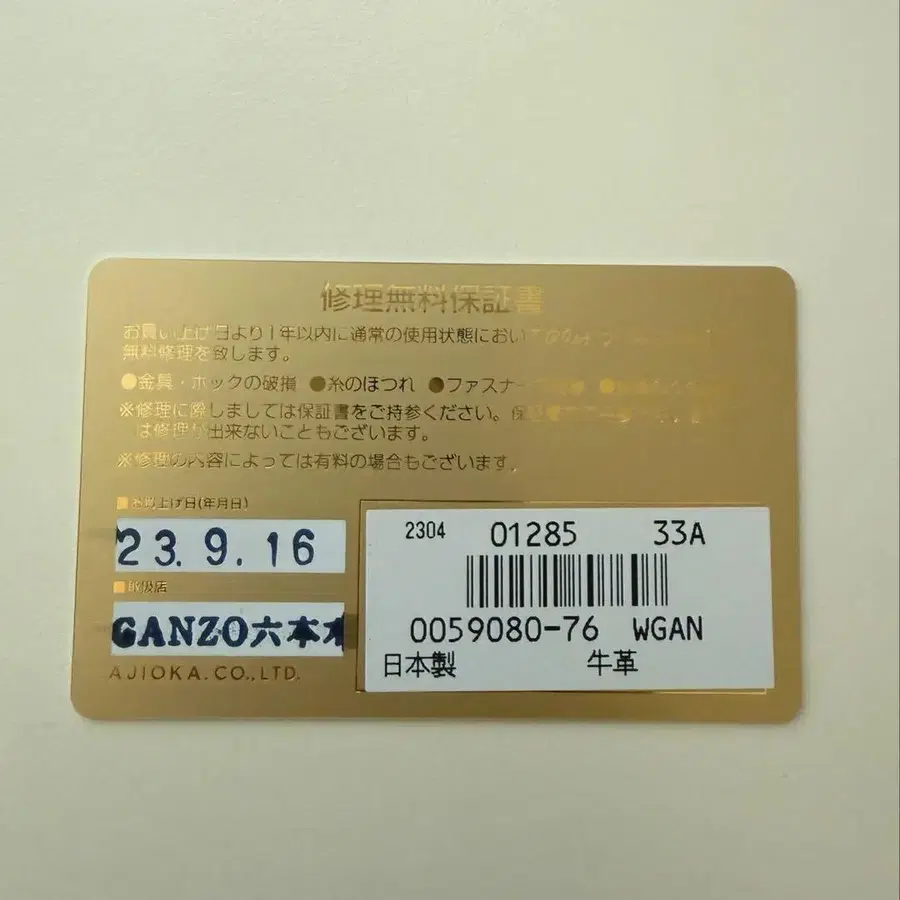 修理無料保証書
お買い上げ日より1年以内に通常の使用状態におい
無料修理を致します。
●金具・ホックの破損 ●糸のほつれ ●ファスナー
※修理に際しましては保証書をご持参ください。保
は修理が出来ないこともございます。
※修理の内容によっては有料の場合もございます。
■お買上げ日(年月日)
23.9.16
■取扱店
GANZO六本木
AJIOKA.CO.,LTD.
2304 01285 33A
0059080-76 WGAN
日本製 牛革